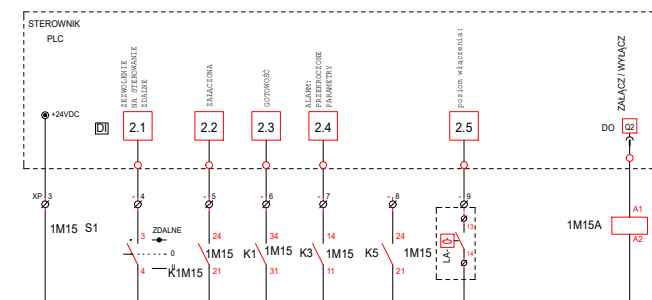 STEROWNIK
PLC
ZEZWOLENIE
NA STEROWANIE
ZDALNE
ZAŁĄCZONA
GOTOWOŚĆ
ALARM:
PRZEKROCZONE
PARAMETRY
poziom włączenia:
ZAŁĄCZ / WYŁĄCZ
+24VDC
DI
2.1
2.2
2.3
2.4
2.5
DO
Q2
XP
3
4
5
6
7
8
9
1M15 S1
3
ZDALNE
0
4
24
K1M15
21
34
1M15
K1
31
14
1M15
K3
11
24
1M15
K5
21
1M15
13
LA-
14
1M15A
A1
A2